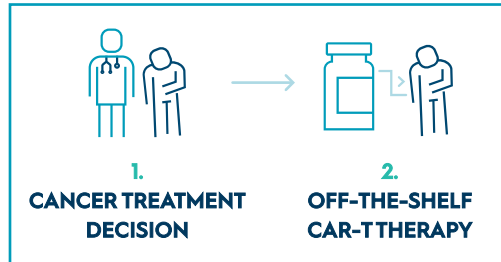 1.
CANCER TREATMENT
DECISION
2.
OFF-THE-SHELF
CAR-T THERAPY